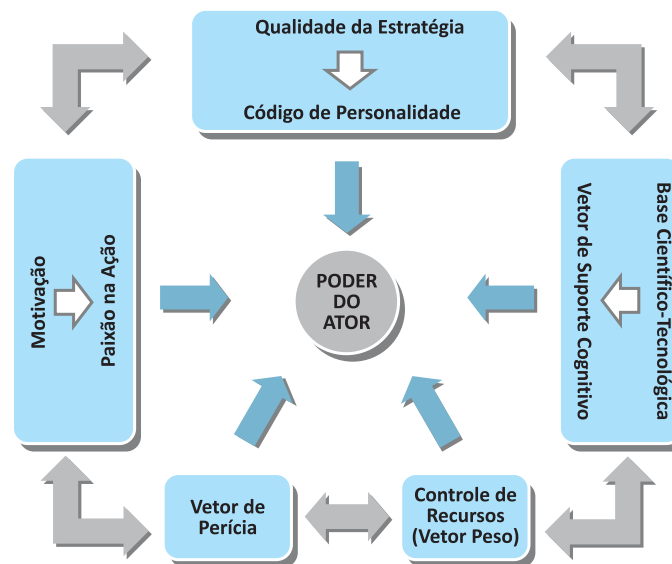 Qualidade da Estratégia
Código de Personalidade
Motivação
Paixão na Ação
PODER
DO
ATOR
Base Científico-Tecnológica
Vetor de Suporte Cognitivo
Vetor de
Perícia
Controle de
Recursos
(Vetor Peso)